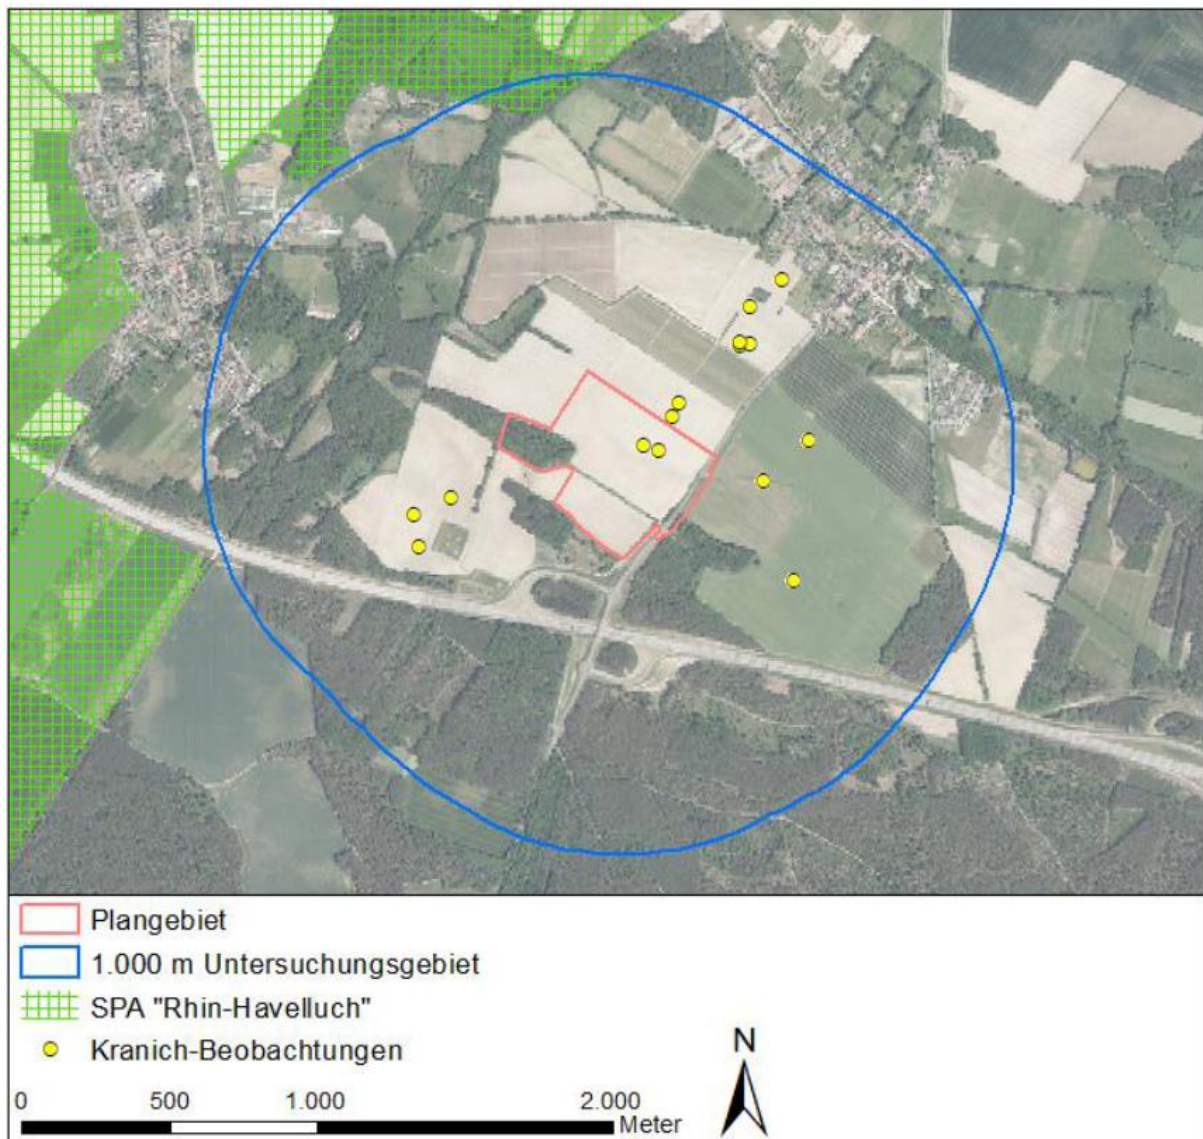 Plangebiet
1.000 m Untersuchungsgebiet
SPA "Rhin-Havelluch"
Kranich-Beobachtungen
0 500 1.000 2.000
Meter
N